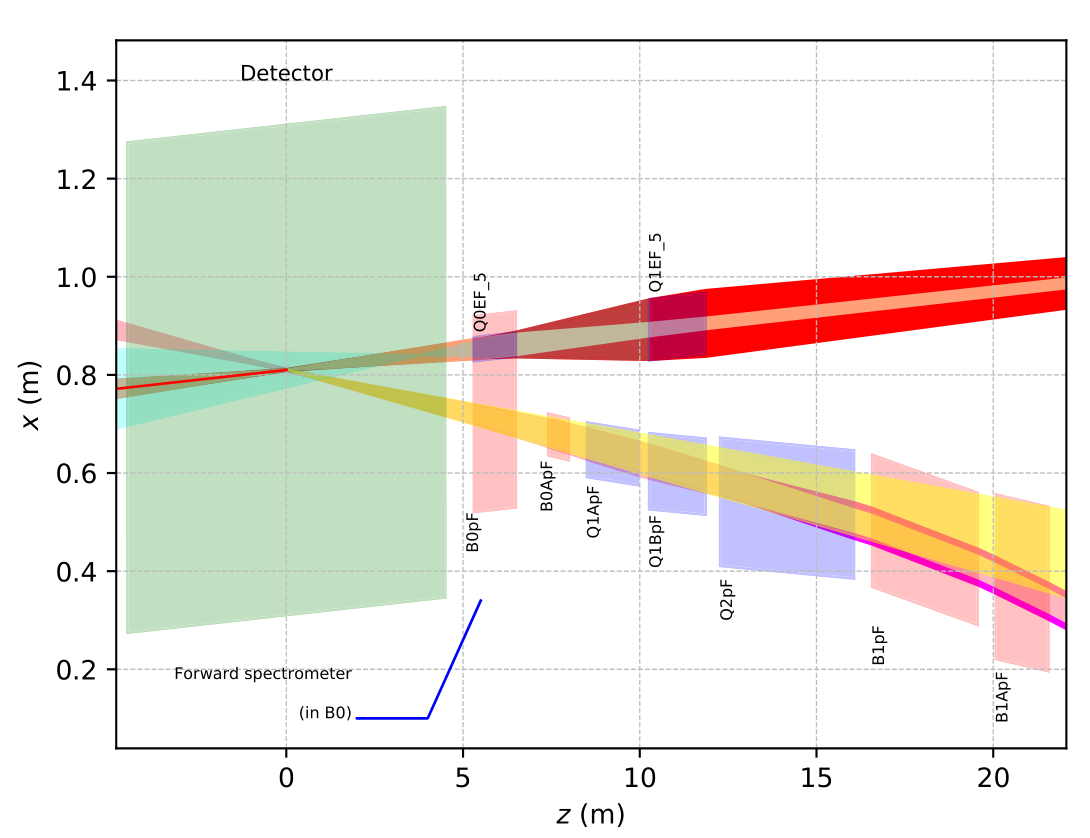 Detector
1.4
1.2
1.0
0.8
0.6
0.4
0.2
x (m)
Q0EF_5
Q1EF_5
B0pF
B0ApF
Q1ApF
Q1BpF
Q2pF
B1pF
B1ApF
Forward spectrometer
(in B0)
0
5
10
15
20
z (m)